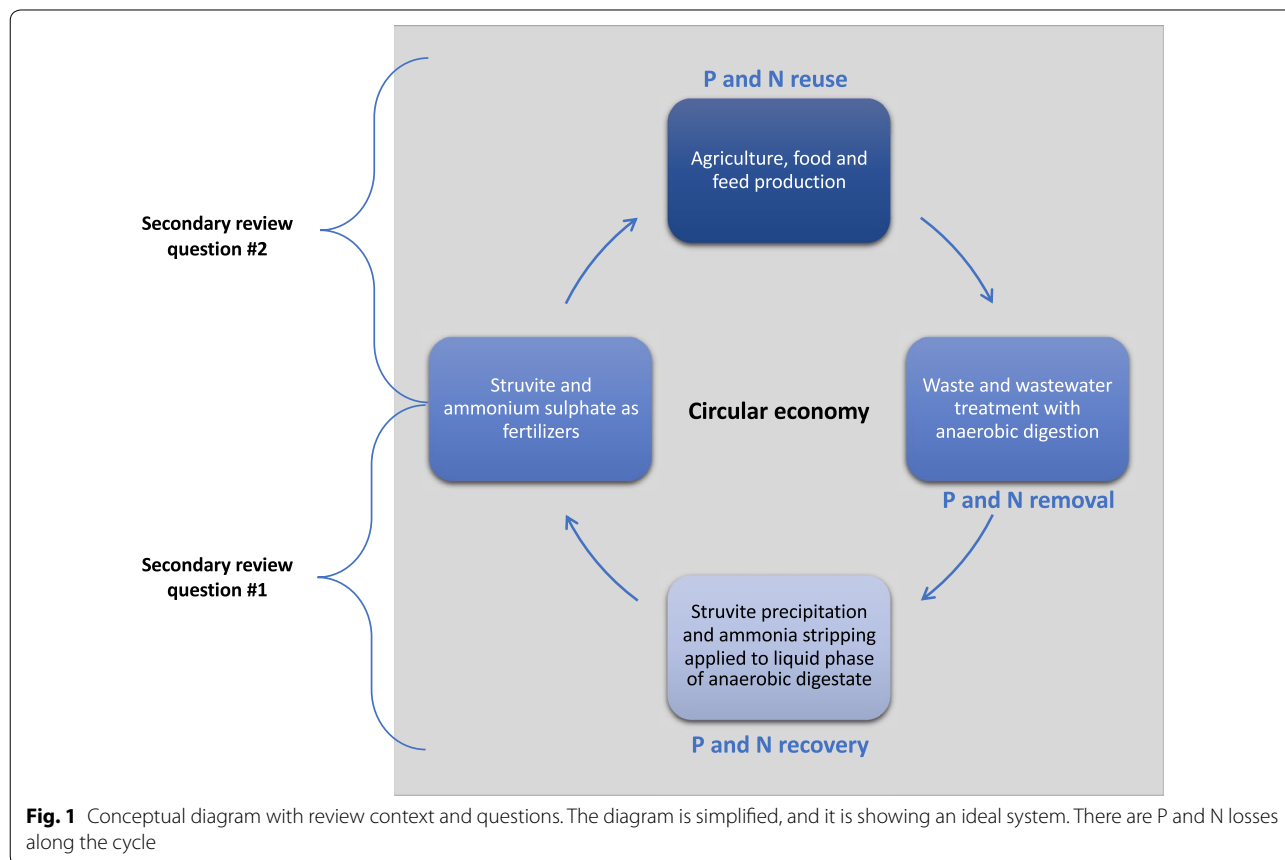 P and N reuse
Agriculture, food and
feed production
Secondary review
question #2
Struvite and
ammonium sulphate as
fertilizers
Circular economy
Waste and wastewater
treatment with
anaerobic digestion
P and N removal
Secondary review
question #1
Struvite precipitation
and ammonia stripping
applied to liquid phase
of anaerobic digestate
P and N recovery
Fig. 1 Conceptual diagram with review context and questions. The diagram is simplified, and it is showing an ideal system. There are P and N losses
along the cycle